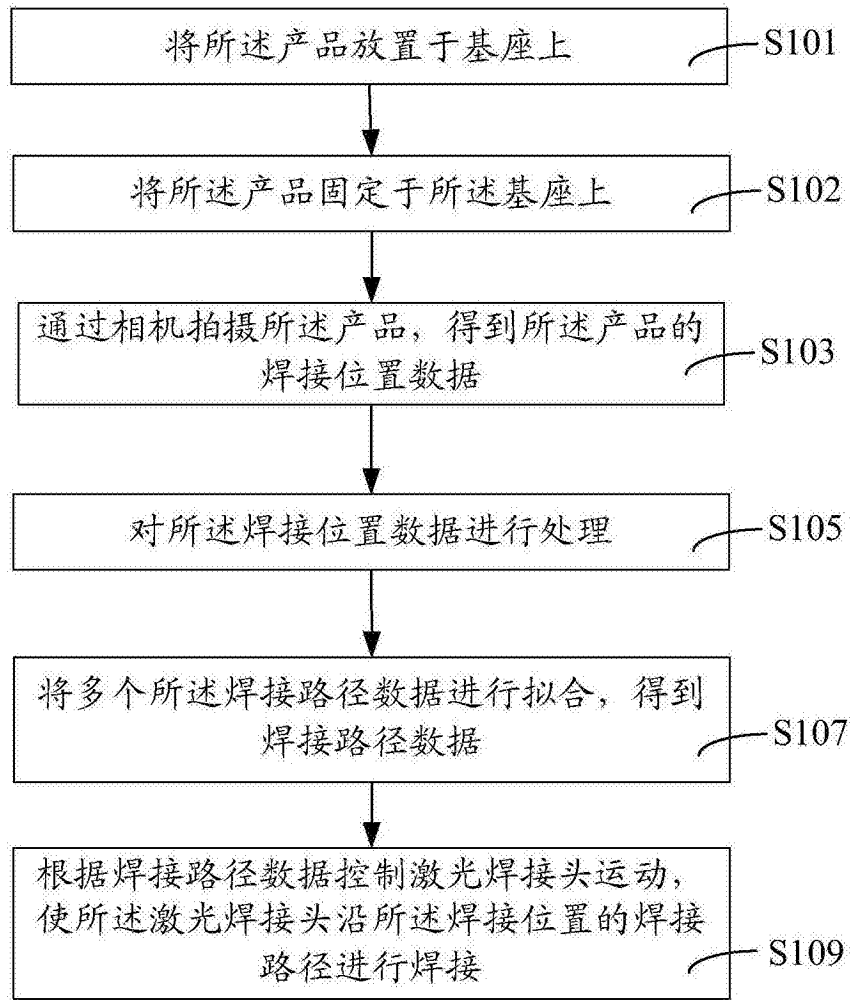 将所述产品放置于基座上
S101
将所述产品固定于所述基座上
S102
通过相机拍摄所述产品，得到所述产品的
焊接位置数据
S103
对所述焊接位置数据进行处理
S105
将多个所述焊接路径数据进行拟合，得到
焊接路径数据
S107
根据焊接路径数据控制激光焊接头运动，
使所述激光焊接头沿所述焊接位置的焊接
路径进行焊接
S109